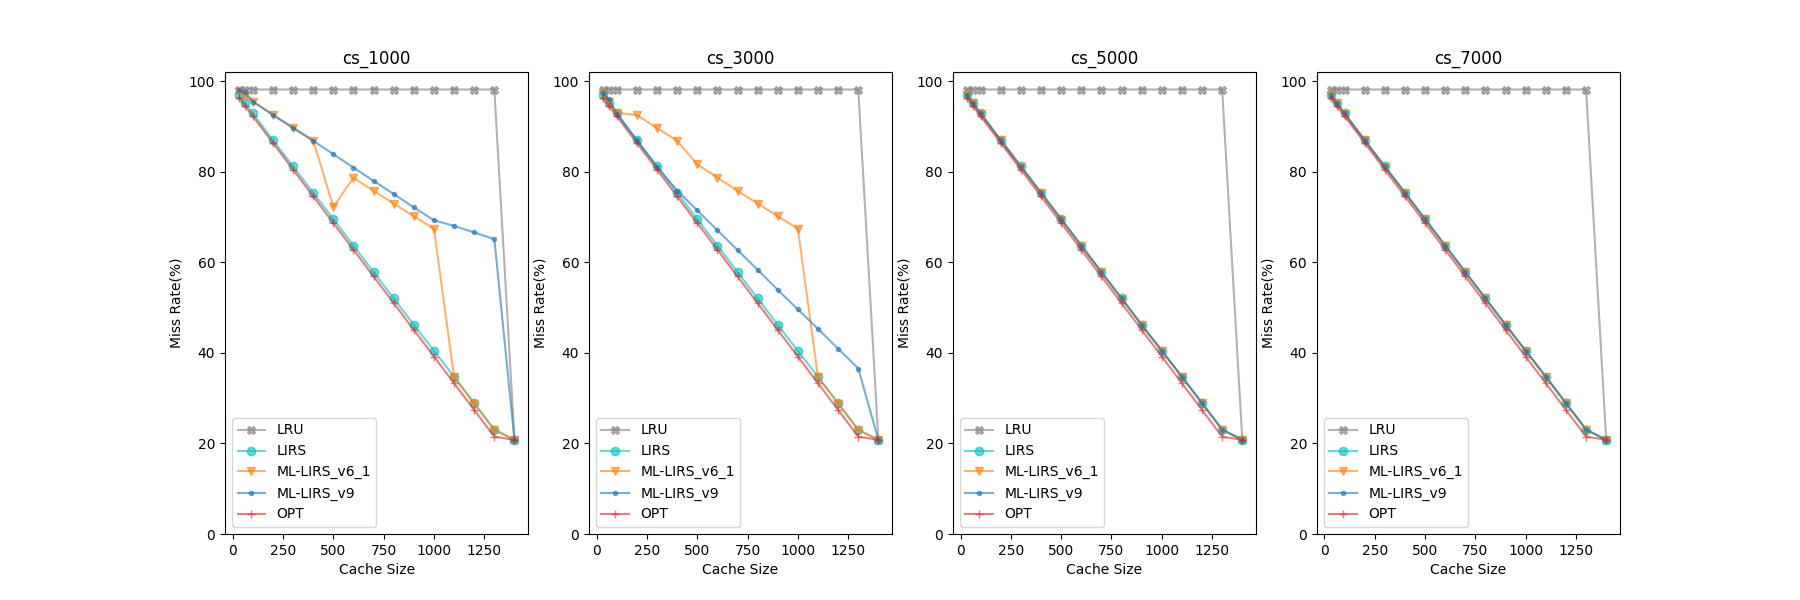 cs_1000
100
80
60
40
20
0
Miss Rate(%)
LRU
LIRS
ML-LIRS_v6_1
ML-LIRS_v9
OPT
0 250 500 750 1000 1250
Cache Size
cs_3000
100
80
60
40
20
0
Miss Rate(%)
LRU
LIRS
ML-LIRS_v6_1
ML-LIRS_v9
OPT
0 250 500 750 1000 1250
Cache Size
cs_5000
100
80
60
40
20
0
Miss Rate(%)
LRU
LIRS
ML-LIRS_v6_1
ML-LIRS_v9
OPT
0 250 500 750 1000 1250
Cache Size
cs_7000
100
80
60
40
20
0
Miss Rate(%)
LRU
LIRS
ML-LIRS_v6_1
ML-LIRS_v9
OPT
0 250 500 750 1000 1250
Cache Size